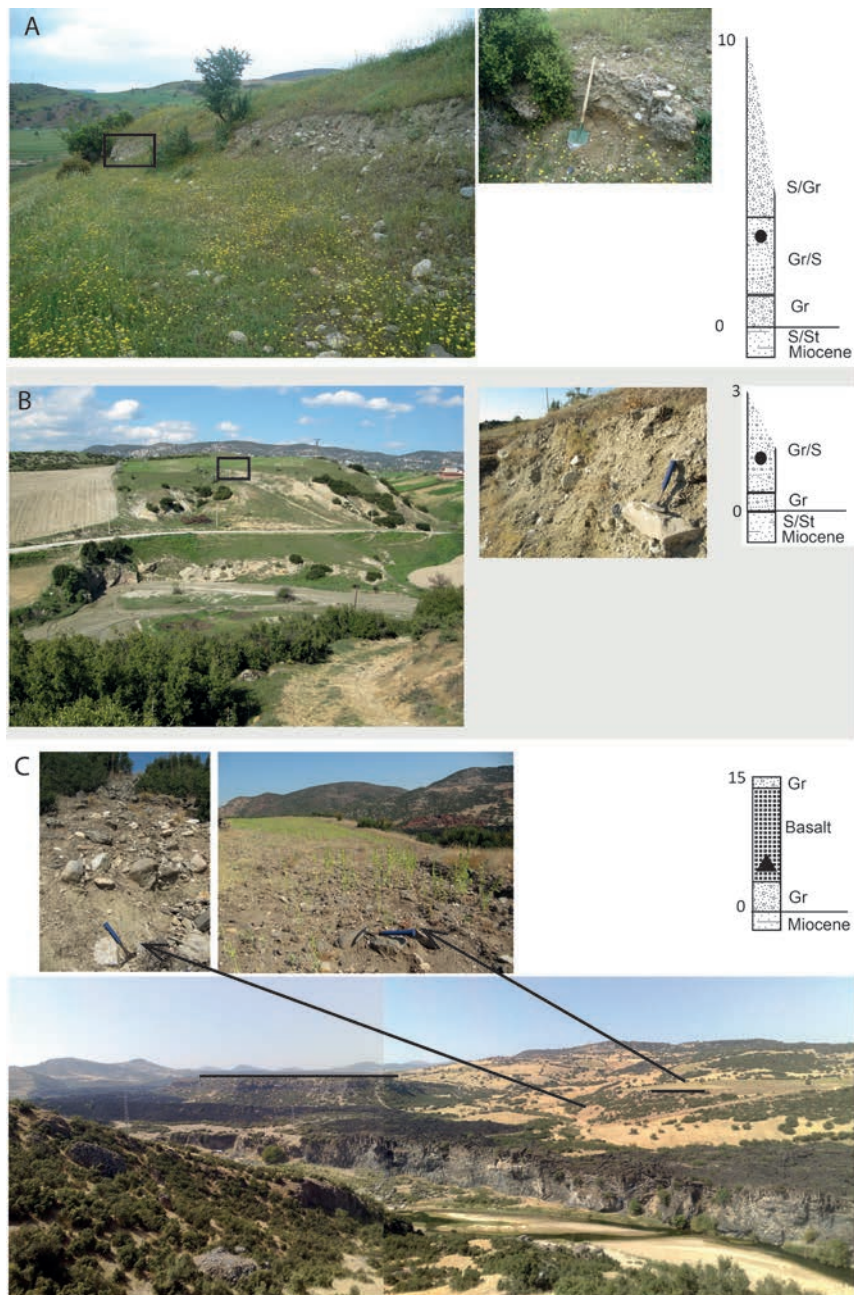 A
10
S/Gr
Gr/S
Gr
0
S/St
Miocene
B
3
Gr/S
Gr
0
S/St
Miocene
C
15
Gr
Basalt
Gr
0
Miocene